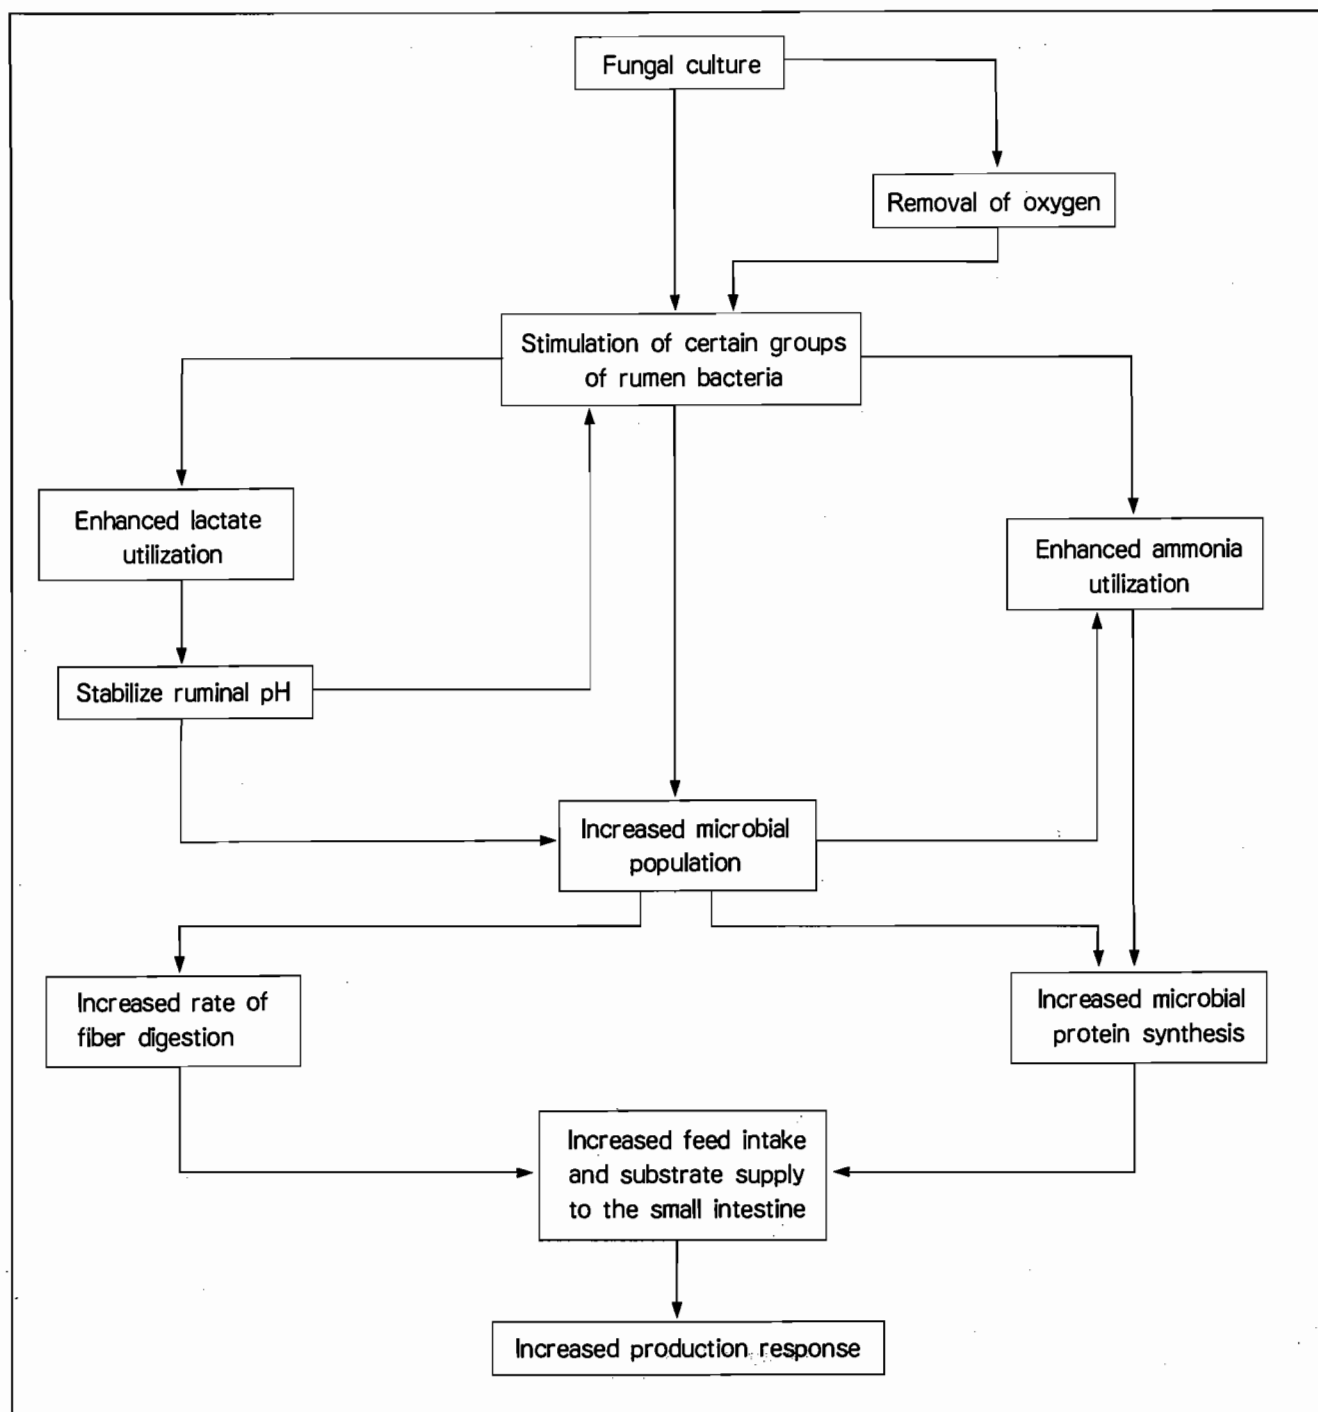 Fungal culture
Removal of oxygen
Stimulation of certain groups
of rumen bacteria
Enhanced lactate
utilization
Enhanced ammonia
utilization
Stabilize ruminal pH
Increased microbial
population
Increased rate of
fiber digestion
Increased microbial
protein synthesis
Increased feed intake
and substrate supply
to the small intestine
Increased production response